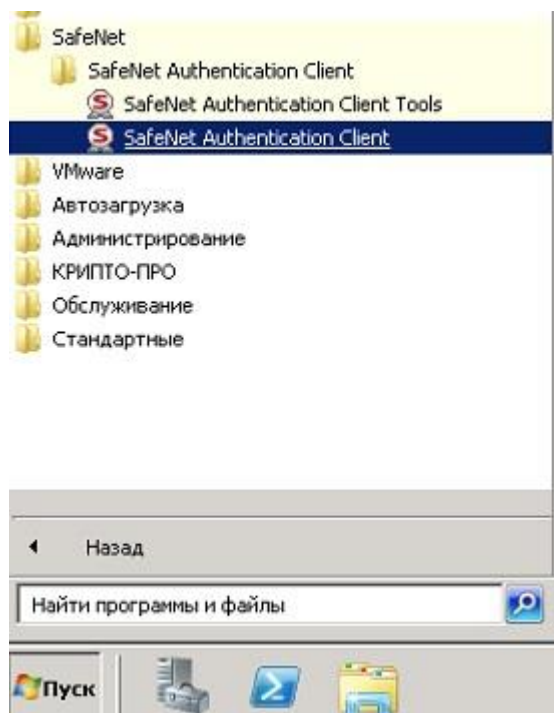 SafeNet
SafeNet Authentication Client
SafeNet Authentication Client Tools
SafeNet Authentication Client
VMware
Автозагрузка
Администрирование
КРИПТО-ПРО
Обслуживание
Стандартные
Назад
Найти программы и файлы
Пуск